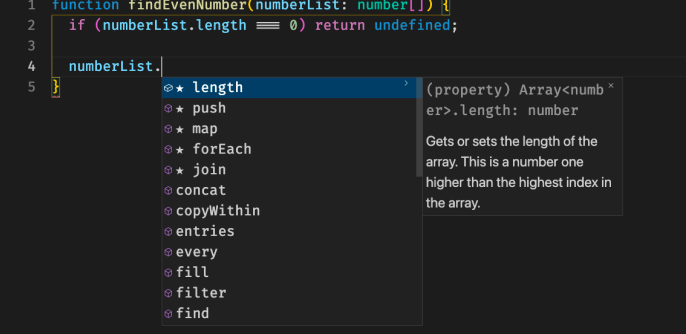 1 function findEvenNumber(numberList: number[]) {
2 if (numberList.length === 0) return undefined;
3
4 numberList.
5 }
★ length
★ push
★ map
★ forEach
★ join
concat
copyWithin
entries
every
fill
filter
find
(property) Array<numb
er>.length: number
Gets or sets the length of the
array. This is a number one
higher than the highest index in
the array.